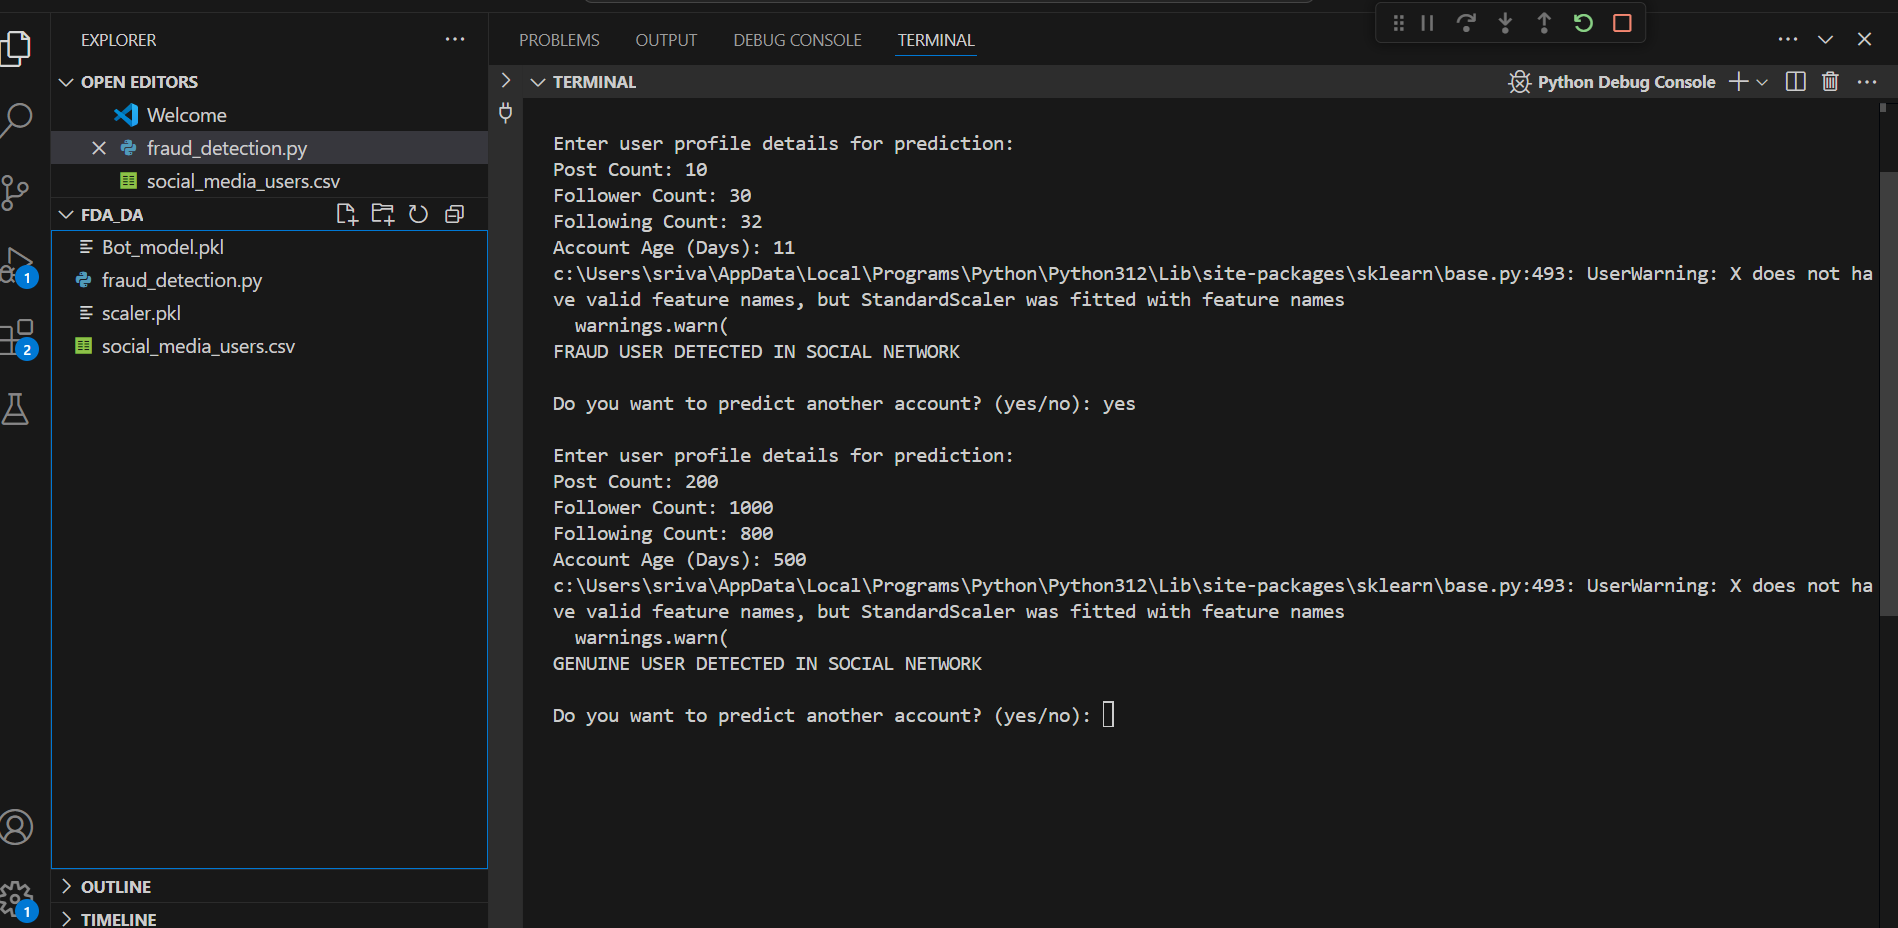 EXPLORER
OPEN EDITORS
Welcome
fraud_detection.py
social_media_users.csv
FDA_DA
Bot_model.pkl
fraud_detection.py
scaler.pkl
social_media_users.csv
OUTLINE
TIMELINE
1
2
1
PROBLEMS OUTPUT DEBUG CONSOLE TERMINAL
TERMINAL
Python Debug Console
Enter user profile details for prediction:
Post Count: 10
Follower Count: 30
Following Count: 32
Account Age (Days): 11
c:\Users\sriva\AppData\Local\Programs\Python\Python312\Lib\site-packages\sklearn\base.py:493: UserWarning: X does not ha
ve valid feature names, but StandardScaler was fitted with feature names
  warnings.warn(
FRAUD USER DETECTED IN SOCIAL NETWORK
Do you want to predict another account? (yes/no): yes
Enter user profile details for prediction:
Post Count: 200
Follower Count: 1000
Following Count: 800
Account Age (Days): 500
c:\Users\sriva\AppData\Local\Programs\Python\Python312\Lib\site-packages\sklearn\base.py:493: UserWarning: X does not ha
ve valid feature names, but StandardScaler was fitted with feature names
  warnings.warn(
GENUINE USER DETECTED IN SOCIAL NETWORK
Do you want to predict another account? (yes/no):